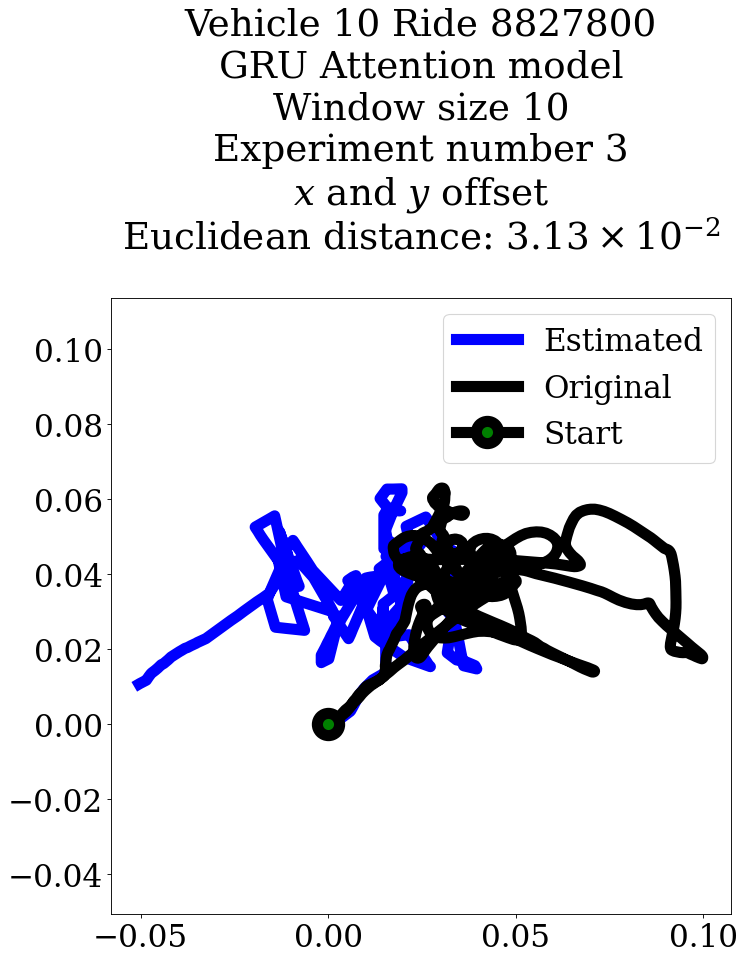 Vehicle 10 Ride 8827800
GRU Attention model
Window size 10
Experiment number 3
x and y offset
Euclidean distance: 3.13 × 10⁻²
Estimated
Original
Start
0.10
0.08
0.06
0.04
0.02
0.00
−0.02
−0.04
−0.05
0.00
0.05
0.10